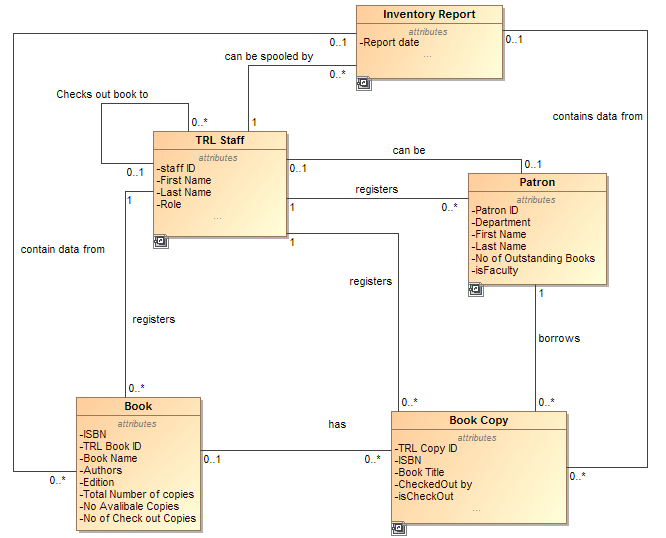 Inventory Report
attributes
-Report date
...
0..1
0..1
can be spooled by
0..*
contains data from
Checks out book to
0..*
1
TRL Staff
attributes
-staff ID
-First Name
-Last Name
-Role
...
0..1
1
0..1
can be
0..1
registers
1
0..*
1
Patron
attributes
-Patron ID
-Department
-First Name
-Last Name
-No of Outstanding Books
-isFaculty
contain data from
registers
1
borrows
registers
0..*
0..*
0..*
Book
attributes
-ISBN
-TRL Book ID
-Book Name
-Authors
-Edition
-Total Number of copies
-No Avalibale Copies
-No of Check out Copies
0..*
has
0..1
0..*
Book Copy
attributes
-TRL Copy ID
-ISBN
-Book Title
-CheckedOut by
-isCheckOut
...
0..*